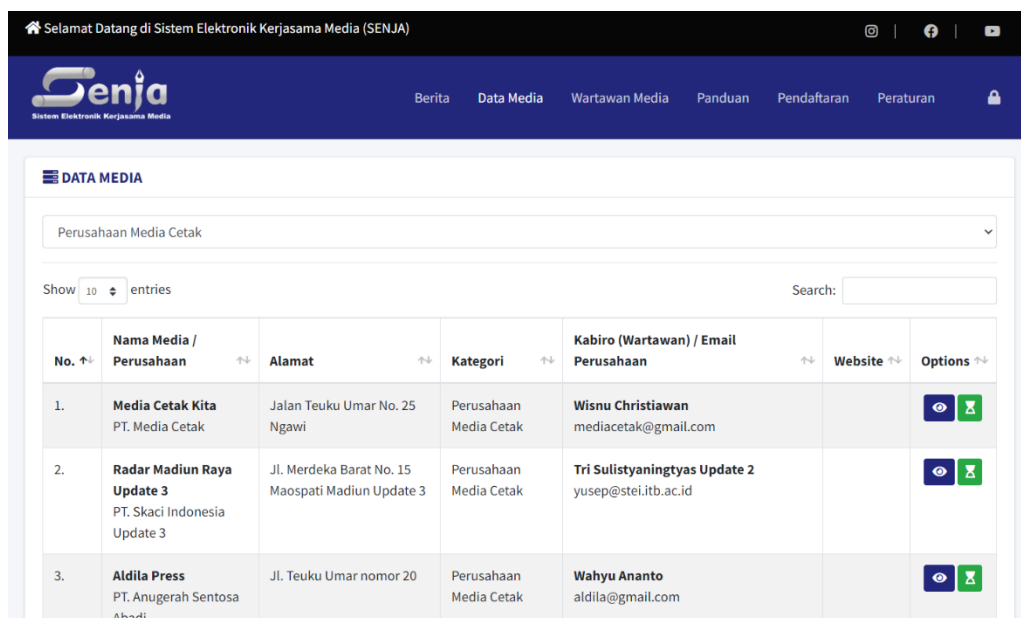 Selamat Datang di Sistem Elektronik Kerjasama Media (SENJA)
Senja
Sistem Elektronik Kerjasama Media
Berita
Data Media
Wartawan Media
Panduan
Pendaftaran
Peraturan
DATA MEDIA
Perusahaan Media Cetak
Show 10 entries
Search:
No.
Nama Media /
Perusahaan
Alamat
Kategori
Kabiro (Wartawan) / Email
Perusahaan
Website
Options
1.
Media Cetak Kita
PT. Media Cetak
Jalan Teuku Umar No. 25
Ngawi
Perusahaan
Media Cetak
Wisnu Christiawan
mediacetak@gmail.com
2.
Radar Madiun Raya
Update 3
PT. Skaci Indonesia
Update 3
Jl. Merdeka Barat No. 15
Maospati Madiun Update 3
Perusahaan
Media Cetak
Tri Sulistyaningtyas Update 2
yusep@stei.itb.ac.id
3.
Aldila Press
PT. Anugerah Sentosa
Abadi
Jl. Teuku Umar nomor 20
Perusahaan
Media Cetak
Wahyu Ananto
aldila@gmail.com